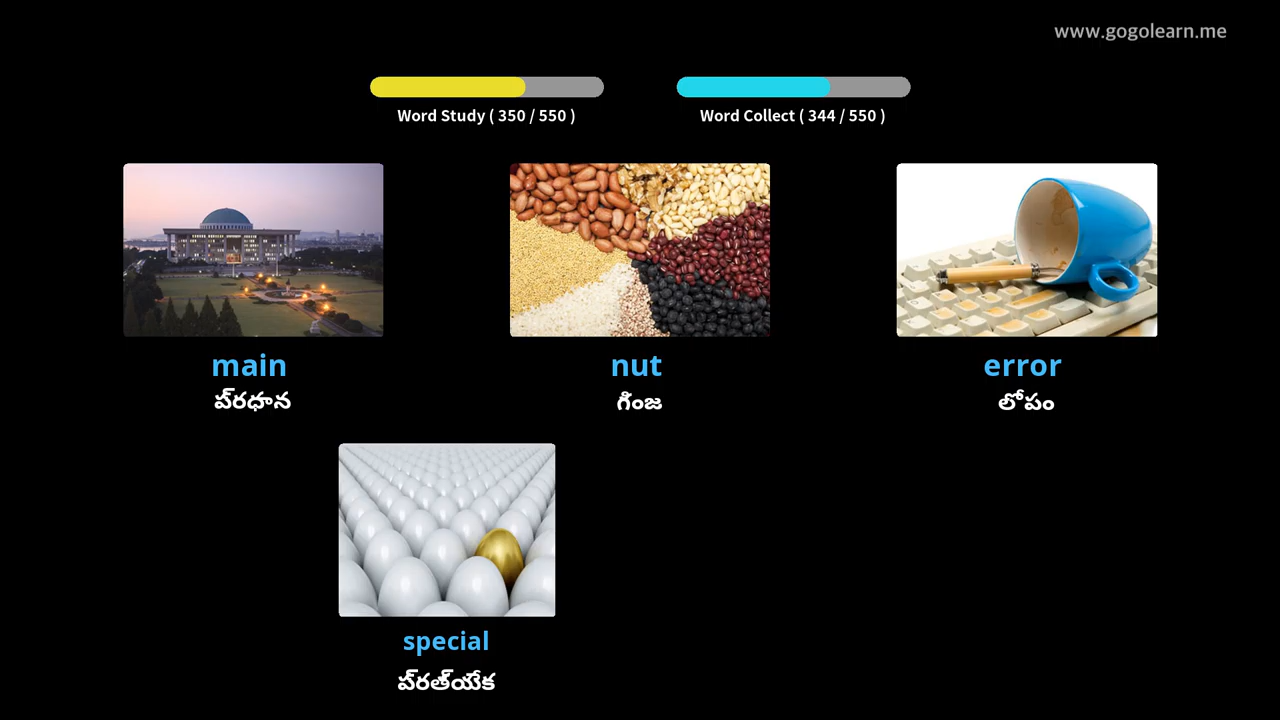 www.gogolearn.me
Word Study ( 350 / 550 )
Word Collect ( 344 / 550 )
main
ప్రధాన
nut
గింజ
error
లోపం
special
ప్రత్యేక